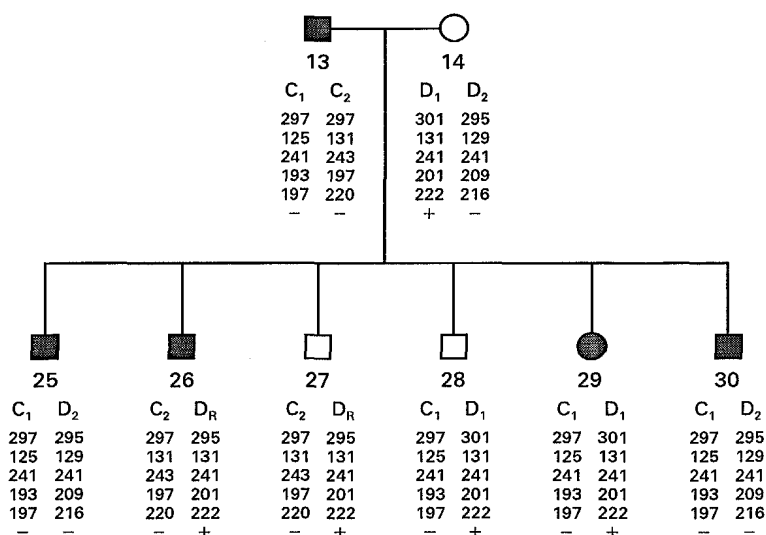 13 14
C₁ C₂ D₁ D₂
297 297 301 295
125 131 131 129
241 243 241 241
193 197 201 209
197 220 222 216
− − + −
25 26 27 28 29 30
C₁ D₂ C₂ D_R C₂ D_R C₁ D₁ C₁ D₁ C₁ D₂
297 295 297 295 297 295 297 301 297 301 297 295
125 129 131 131 131 131 125 131 125 131 125 129
241 241 243 241 243 241 241 241 241 241 241 241
193 209 197 201 197 201 193 201 193 201 193 209
197 216 220 222 220 222 197 222 197 222 197 216
− − − + − + − + − + − −